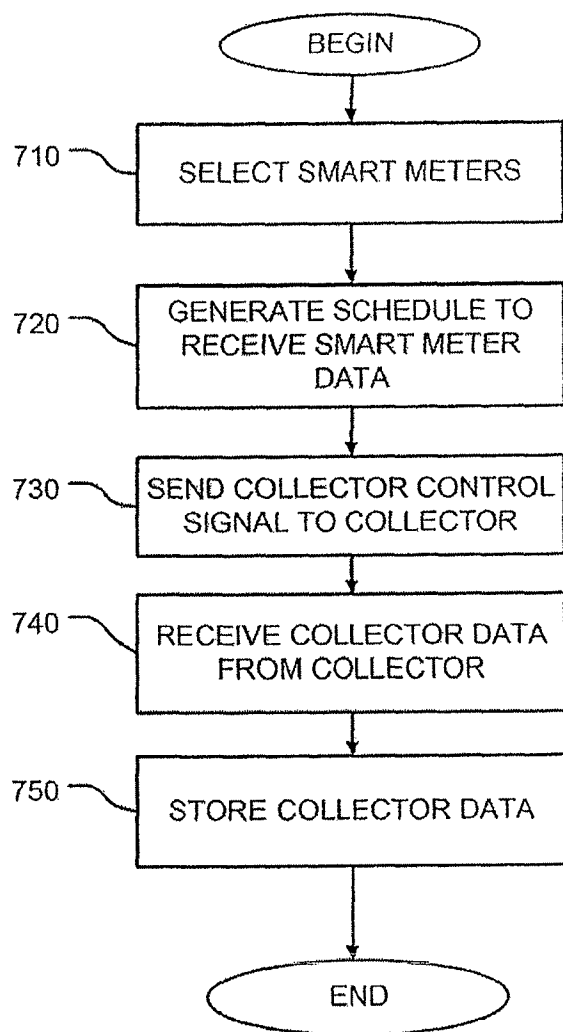 BEGIN
710
SELECT SMART METERS
720
GENERATE SCHEDULE TO
RECEIVE SMART METER
DATA
730
SEND COLLECTOR CONTROL
SIGNAL TO COLLECTOR
740
RECEIVE COLLECTOR DATA
FROM COLLECTOR
750
STORE COLLECTOR DATA
END